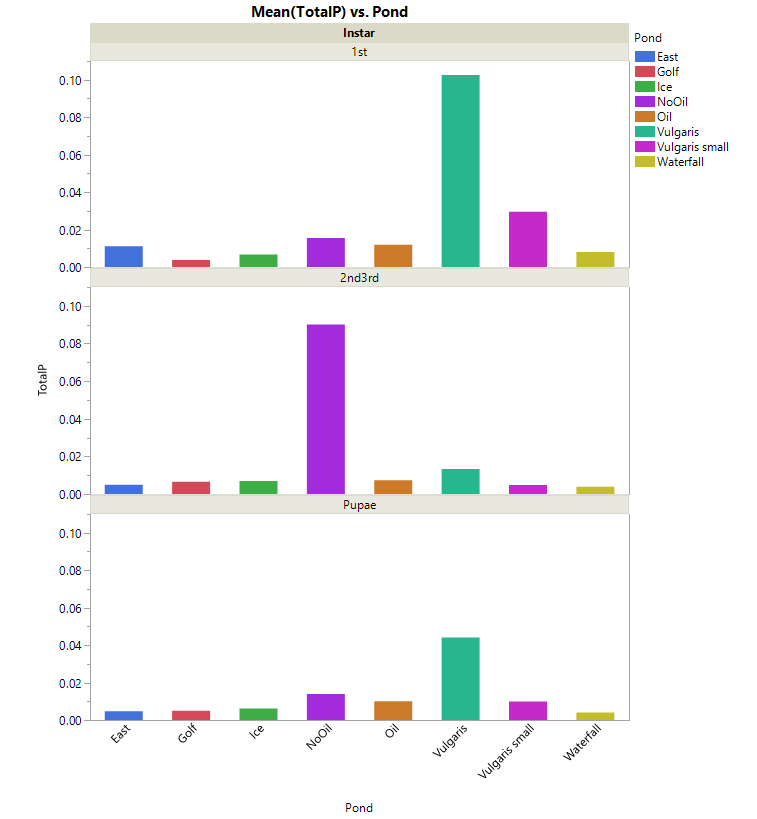 Mean(TotalP) vs. Pond
Instar
1st
0.10
0.08
0.06
0.04
0.02
0.00
2nd3rd
0.10
0.08
0.06
0.04
0.02
0.00
Pupae
0.10
0.08
0.06
0.04
0.02
0.00
TotalP
East
Golf
Ice
NoOil
Oil
Vulgaris
Vulgaris small
Waterfall
Pond
Pond
East
Golf
Ice
NoOil
Oil
Vulgaris
Vulgaris small
Waterfall